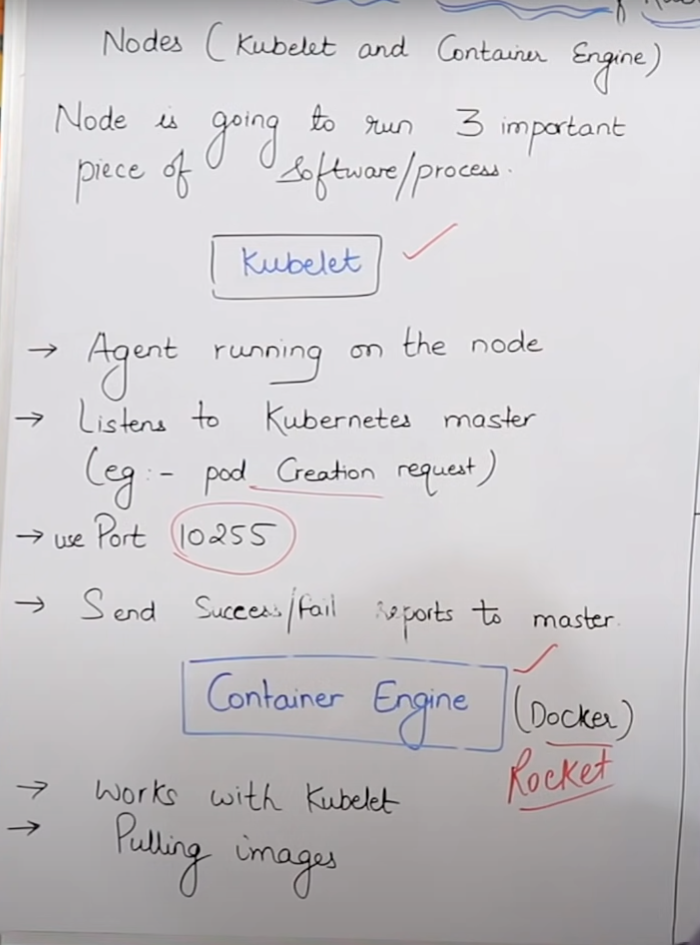 Nodes (Kubelet and Container Engine)
Node is going to run 3 important
piece of software/process.
Kubelet
→ Agent running on the node
→ Listens to Kubernetes master
(eg:- pod Creation request)
→ use Port 10255
→ Send Success/fail reports to master.
Container Engine (Docker)
Rocket
→ Works with Kubelet
→ Pulling images